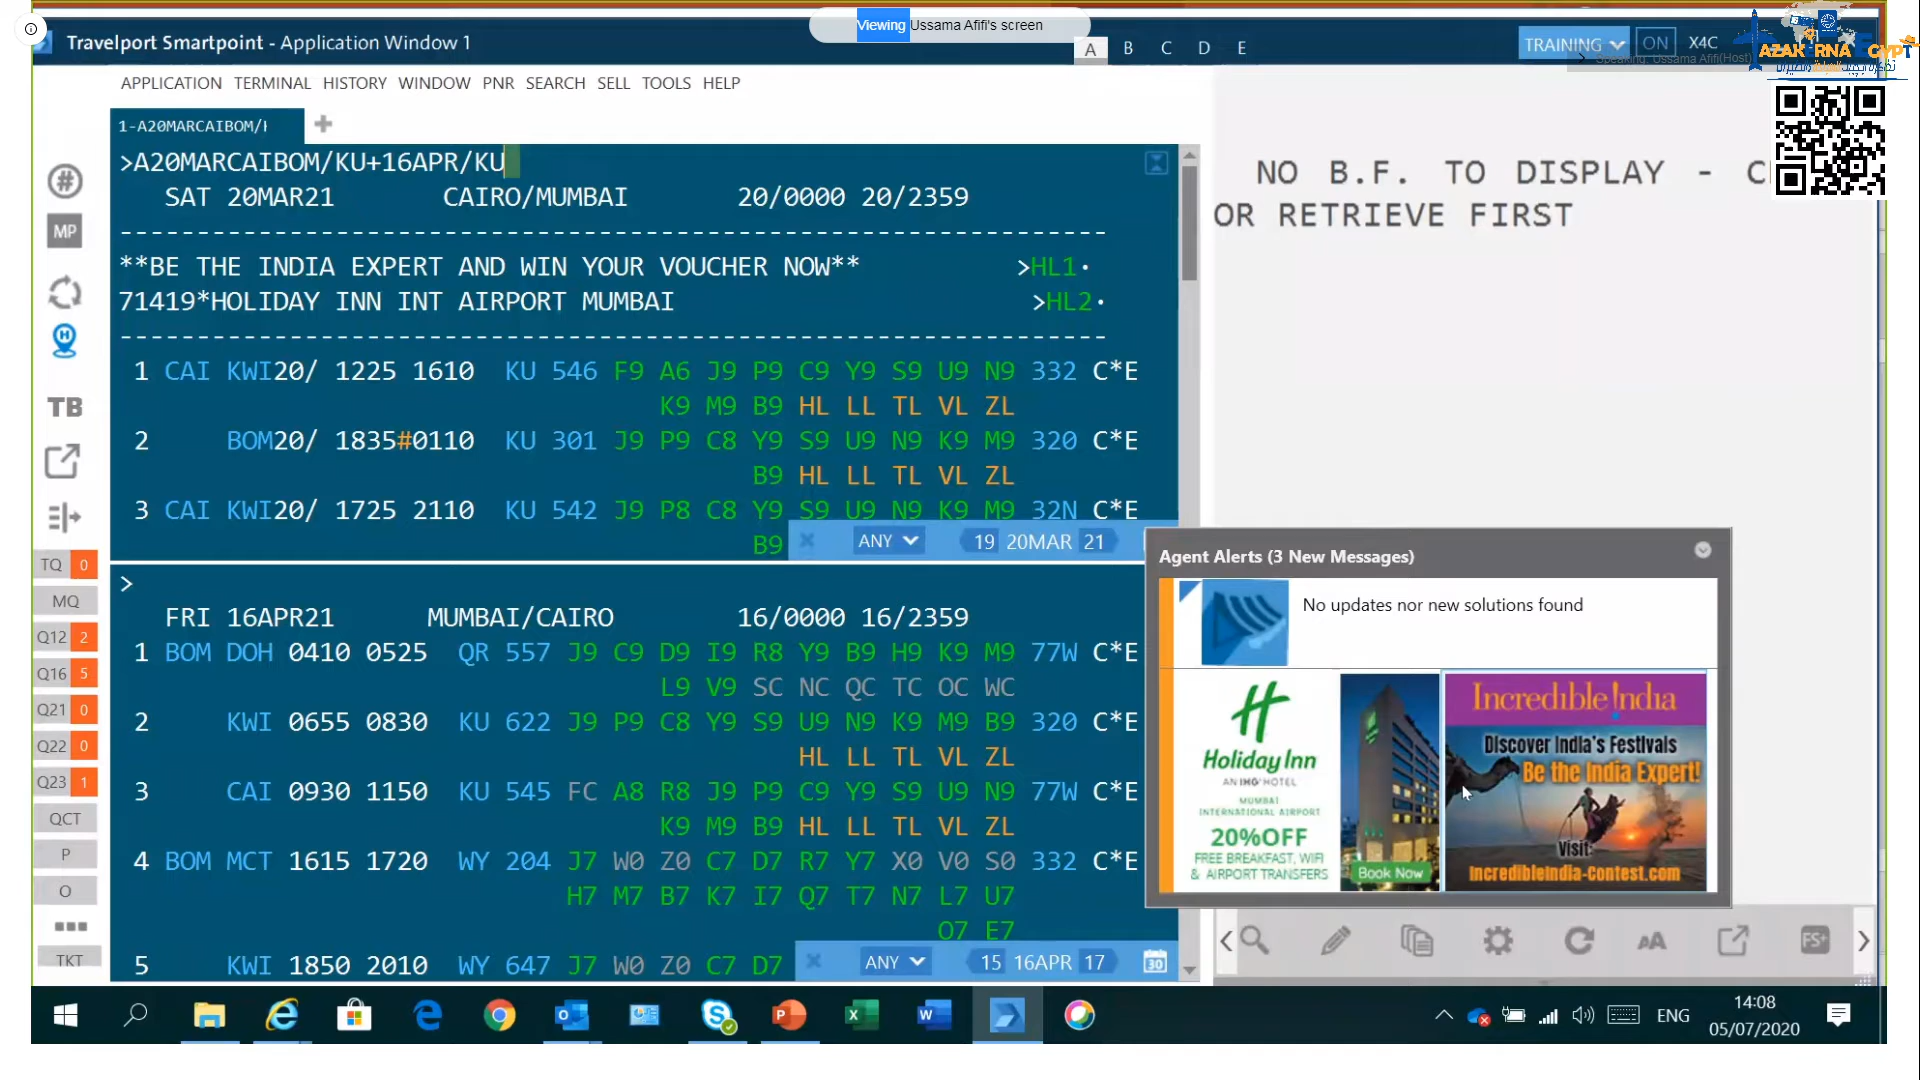 Viewing Ussama Afifi's screen
Travelport Smartpoint - Application Window 1
A B C D E
TRAINING ON X4C
Speaking: Ussama Afifi(Host)
APPLICATION TERMINAL HISTORY WINDOW PNR SEARCH SELL TOOLS HELP
1-A20MARCAIBOM/
>A20MARCAIBOM/KU+16APR/KU
SAT 20MAR21 CAIRO/MUMBAI 20/0000 20/2359
**BE THE INDIA EXPERT AND WIN YOUR VOUCHER NOW** >HL1·
71419*HOLIDAY INN INT AIRPORT MUMBAI >HL2·
1 CAI KWI20/ 1225 1610 KU 546 F9 A6 J9 P9 C9 Y9 S9 U9 N9 332 C*E
K9 M9 B9 HL LL TL VL ZL
2 BOM20/ 1835#0110 KU 301 J9 P9 C8 Y9 S9 U9 N9 K9 M9 320 C*E
B9 HL LL TL VL ZL
3 CAI KWI20/ 1725 2110 KU 542 J9 P8 C8 Y9 S9 U9 N9 K9 M9 32N C*E
B9
ANY 19 20MAR 21
>
FRI 16APR21 MUMBAI/CAIRO 16/0000 16/2359
1 BOM DOH 0410 0525 QR 557 J9 C9 D9 I9 R8 Y9 B9 H9 K9 M9 77W C*E
L9 V9 SC NC QC TC OC WC
2 KWI 0655 0830 KU 622 J9 P9 C8 Y9 S9 U9 N9 K9 M9 B9 320 C*E
HL LL TL VL ZL
3 CAI 0930 1150 KU 545 FC A8 R8 J9 P9 C9 Y9 S9 U9 N9 77W C*E
K9 M9 B9 HL LL TL VL ZL
4 BOM MCT 1615 1720 WY 204 J7 W0 Z0 C7 D7 R7 Y7 X0 V0 S0 332 C*E
H7 M7 B7 K7 I7 Q7 T7 N7 L7 U7
O7 E7
5 KWI 1850 2010 WY 647 J7 W0 Z0 C7 D7
ANY 15 16APR 17
30
MP
TB
TQ 0
MQ
Q12 2
Q16 5
Q21 0
Q22 0
Q23 1
QCT
P
O
TKT
NO B.F. TO DISPLAY - C
OR RETRIEVE FIRST
Agent Alerts (3 New Messages)
No updates nor new solutions found
H
Holiday Inn
AN IHG HOTEL
MUMBAI
INTERNATIONAL AIRPORT
20%OFF
FREE BREAKFAST, WIFI
& AIRPORT TRANSFERS
Book Now
Incredible !ndia
Discover India's Festivals
Be the India Expert!
Visit:
IncredibleIndia-Contest.com
AA
FS+
ENG
14:08
05/07/2020